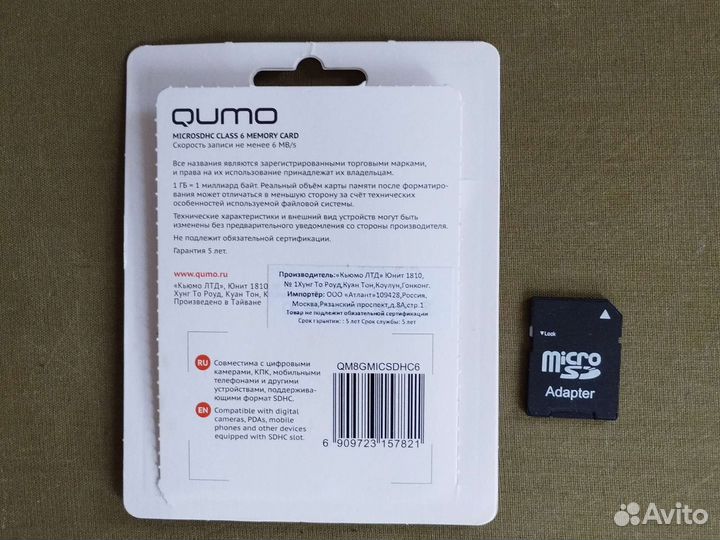 QUMO
MICROSDHC CLASS 6 MEMORY CARD
Скорость записи не менее 6 MB/s
Все названия являются зарегистрированными торговыми марками,
и права на их использование принадлежат их владельцам.
1 ГБ = 1 миллиард байт. Реальный объём карты памяти после форматиро-
вания может отличаться в меньшую сторону за счёт технических
особенностей используемой файловой системы.
Технические характеристики и внешний вид устройств могут быть
изменены без предварительного уведомления со стороны производителя.
Не подлежит обязательной сертификации.
Гарантия 5 лет.
www.qumo.ru
«Кьюмо ЛТД», Юнит 1810
Хунг То Роуд, Куан Тон, К
Произведено в Тайване
Производитель:«Кьюмо ЛТД» Юнит 1810,
№ 1Хунг То Роуд,Куан Тон,Коулун,Гонконг.
Импортёр: ООО «Атлант»109428,Россия,
Москва,Рязанский проспект,д.8А,стр.1
Товар не подлежит обязательной сертификации
Срок гарантии: : 5 лет Срок службы: 5 лет
RU Совместима с цифровыми
камерами, КПК, мобильными
телефонами и другими
устройствами, поддержива-
ющими формат SDHC.
EN Compatible with digital
cameras, PDAs, mobile
phones and other devices
equipped with SDHC slot.
QM8GMICSDHC6
6 909723 157821
Lock
micro
SD
Adapter
Avito